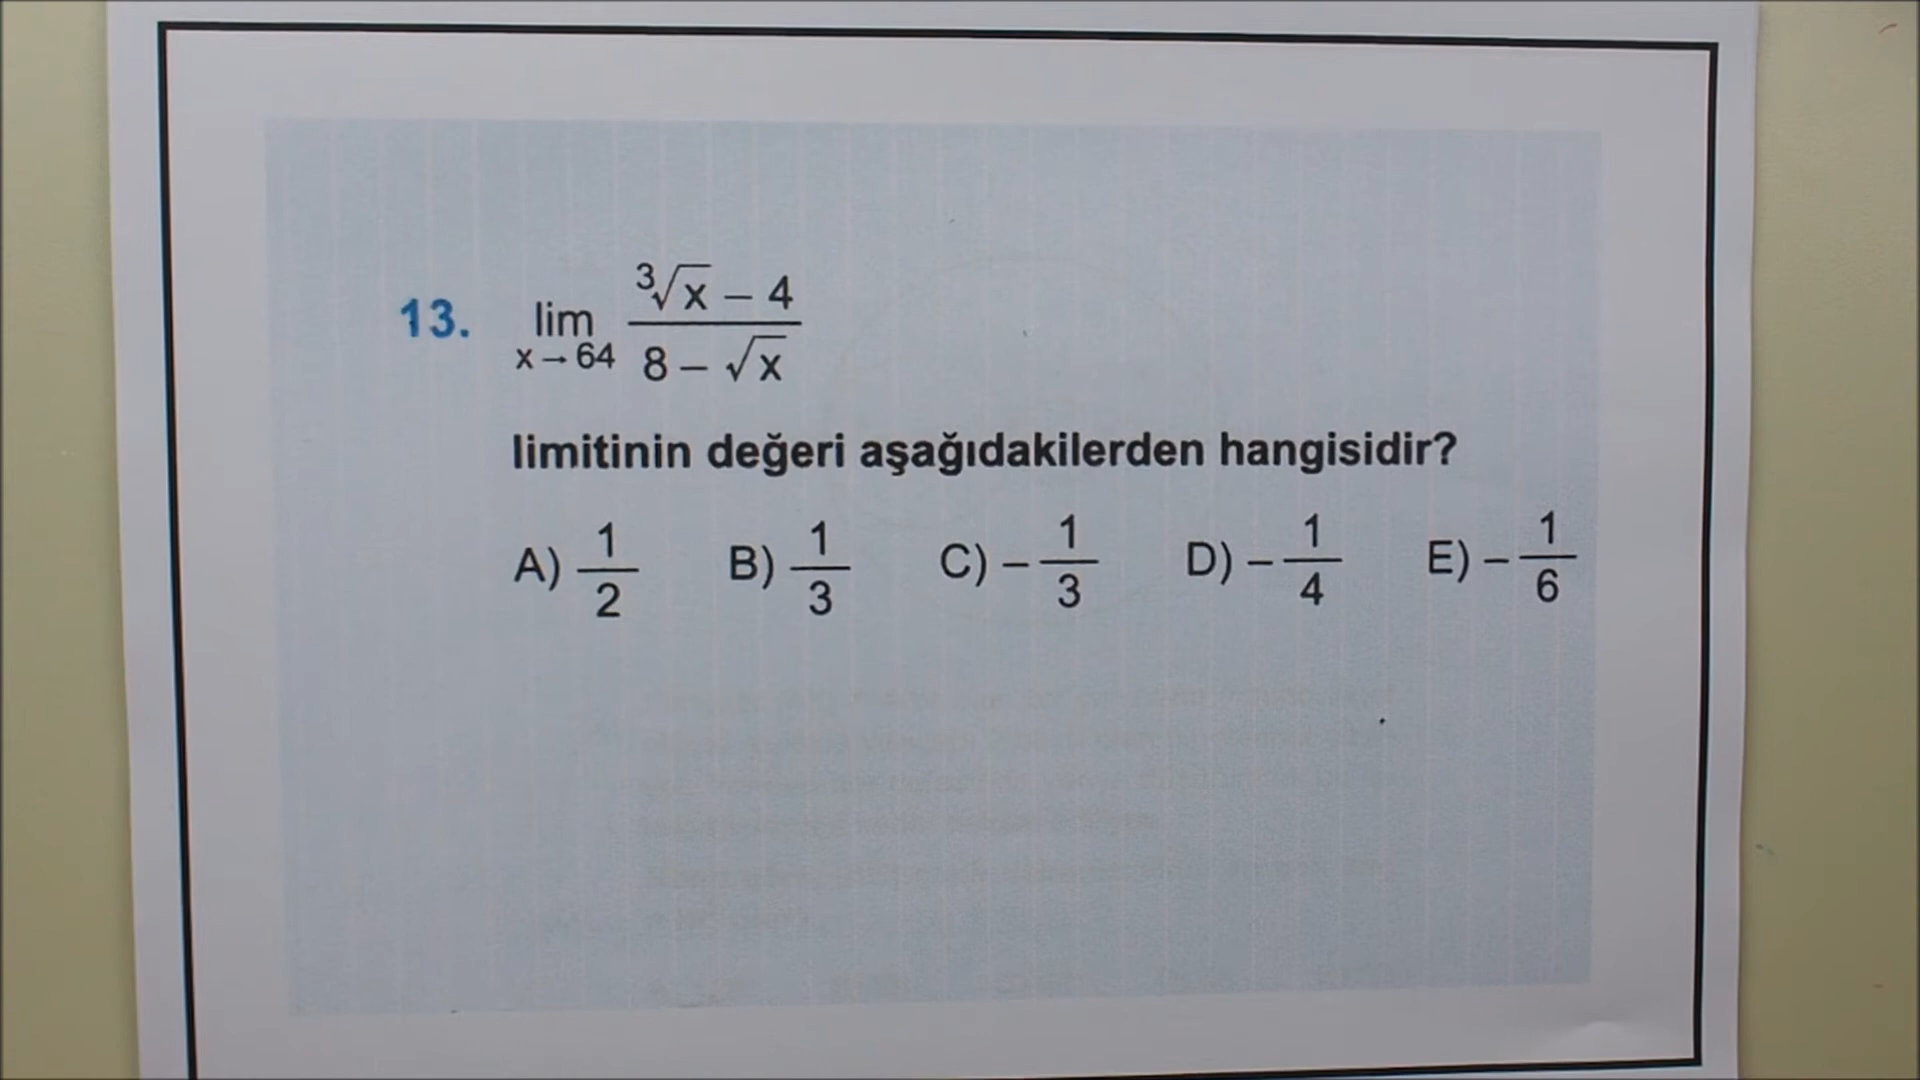 13. lim x→64 (∛x − 4) / (8 − √x)
limitinin değeri aşağıdakilerden hangisidir?
A) 1/2 B) 1/3 C) −1/3 D) −1/4 E) −1/6